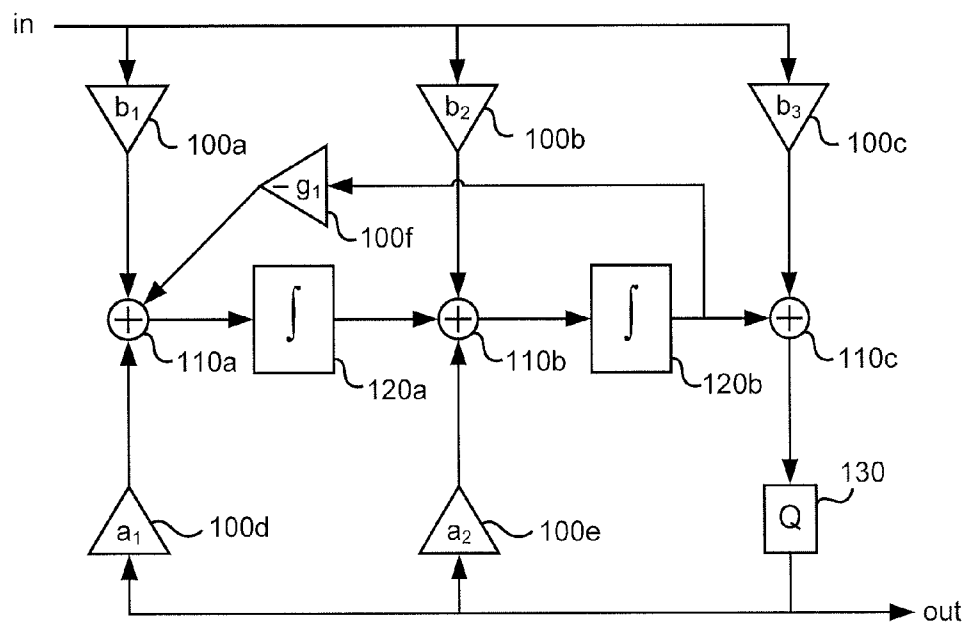 in
b₁
100a
b₂
100b
b₃
100c
– g₁
100f
∫
∫
+
110a
+
110b
+
110c
120a
120b
a₁
100d
a₂
100e
Q
130
out